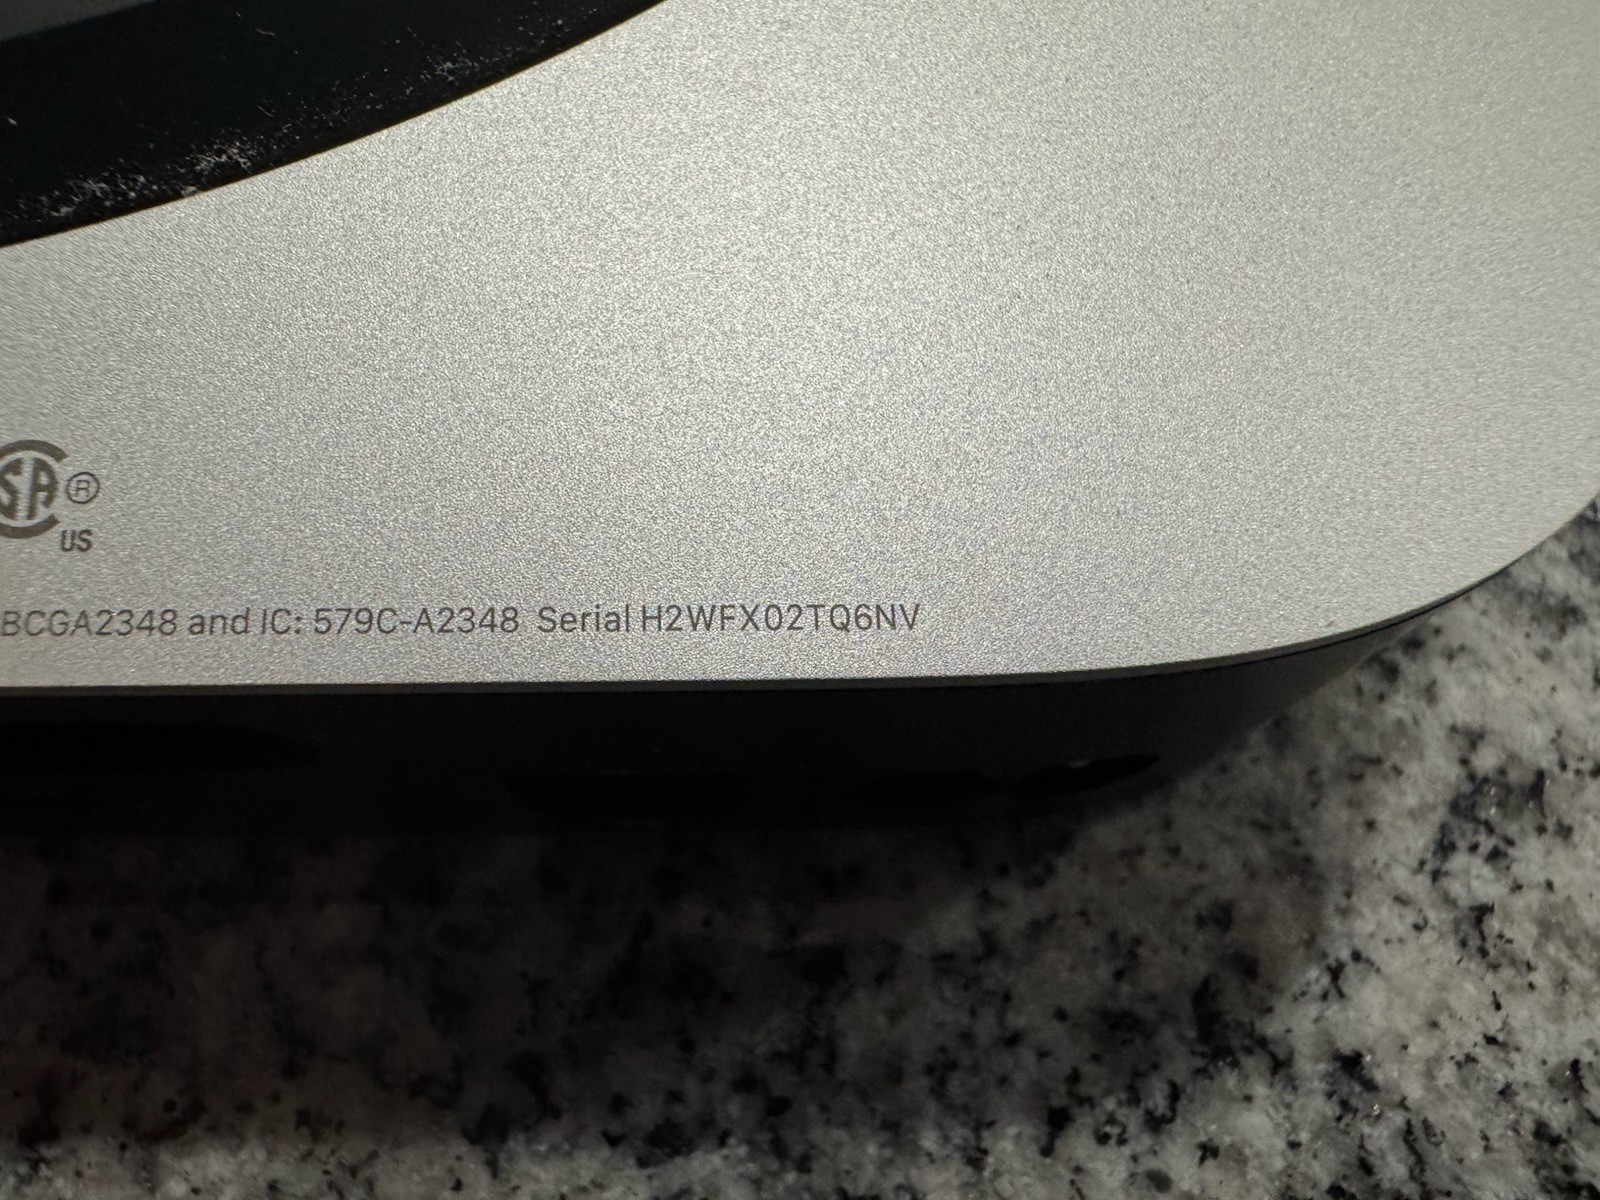 SA®
US
BCGA2348 and IC: 579C-A2348 Serial H2WFX02TQ6NV